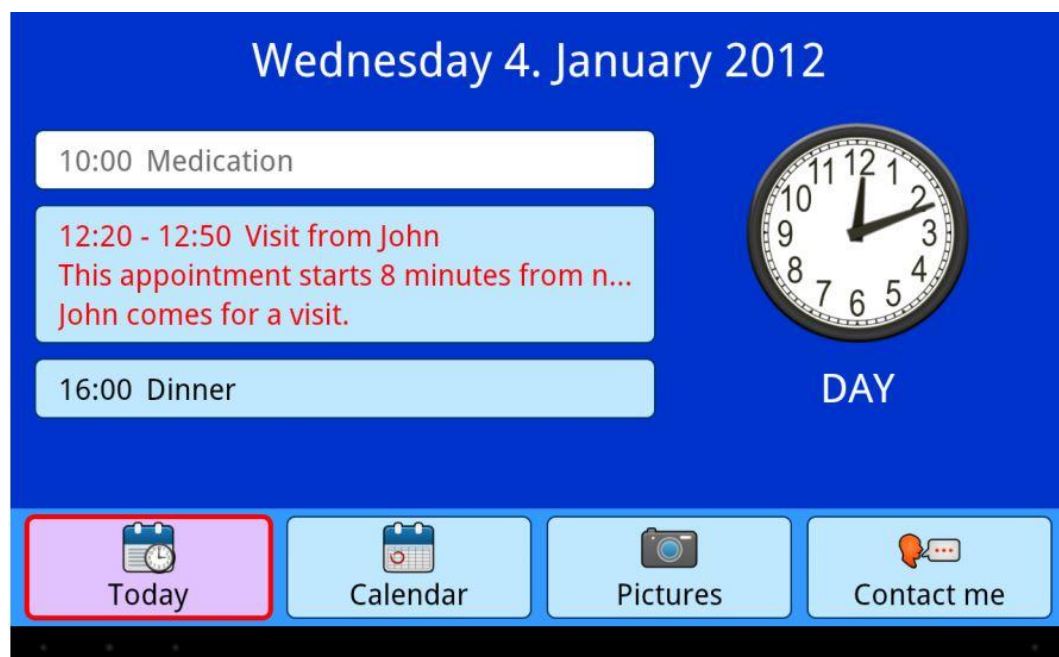 Wednesday 4. January 2012
10:00 Medication
12:20 - 12:50 Visit from John
This appointment starts 8 minutes from n...
John comes for a visit.
16:00 Dinner
11 12 1
10 2
9 3
8 4
7 6 5
DAY
Today
Calendar
Pictures
Contact me